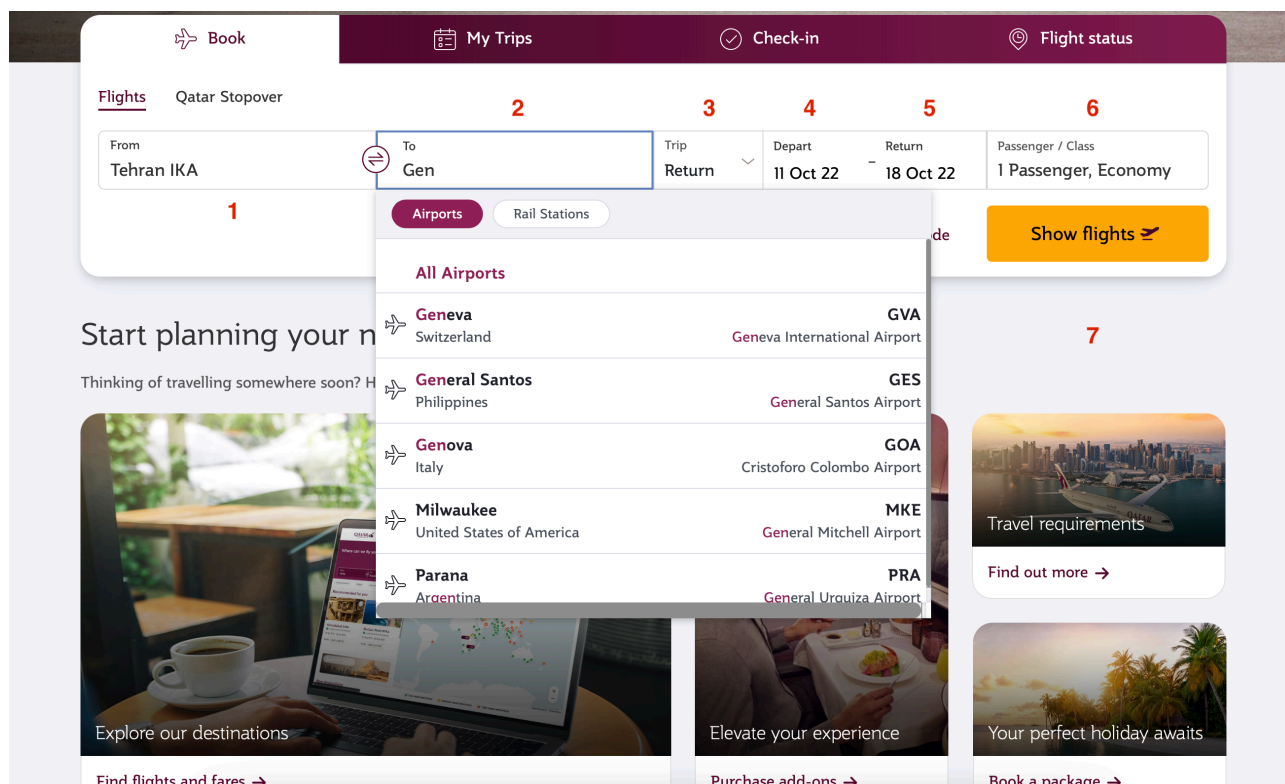 Book
My Trips
Check-in
Flight status
Flights
Qatar Stopover
2
3
4
5
6
From
Tehran IKA
To
Gen
Trip
Return
Depart
11 Oct 22
–
Return
18 Oct 22
Passenger / Class
1 Passenger, Economy
1
Airports
Rail Stations
de
Show flights
All Airports
Geneva
GVA
Switzerland
Geneva International Airport
General Santos
GES
Philippines
General Santos Airport
Genova
GOA
Italy
Cristoforo Colombo Airport
Milwaukee
MKE
United States of America
General Mitchell Airport
Parana
PRA
Argentina
General Urquiza Airport
Start planning your n
7
Thinking of travelling somewhere soon? H
QATAR
Travel requirements
Find out more →
Explore our destinations
Elevate your experience
Your perfect holiday awaits
Find flights and fares →
Purchase add-ons →
Book a package →